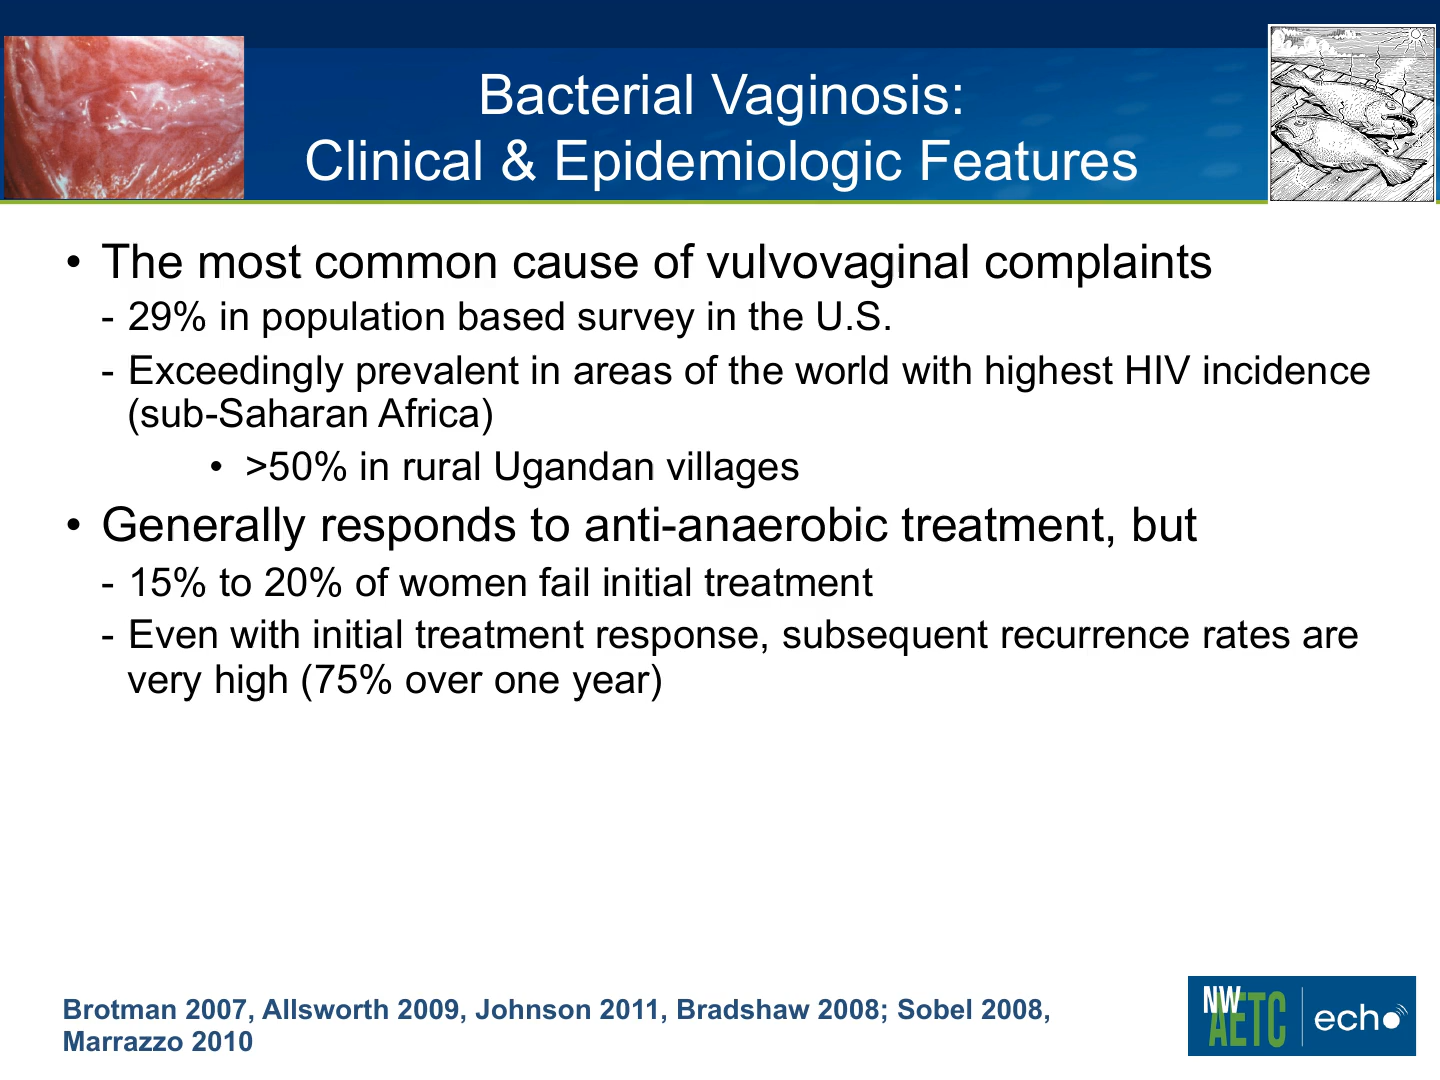 Bacterial Vaginosis:
Clinical & Epidemiologic Features
• The most common cause of vulvovaginal complaints
- 29% in population based survey in the U.S.
- Exceedingly prevalent in areas of the world with highest HIV incidence
(sub-Saharan Africa)
• >50% in rural Ugandan villages
• Generally responds to anti-anaerobic treatment, but
- 15% to 20% of women fail initial treatment
- Even with initial treatment response, subsequent recurrence rates are
very high (75% over one year)
Brotman 2007, Allsworth 2009, Johnson 2011, Bradshaw 2008; Sobel 2008,
Marrazzo 2010
NW
AETC
echo